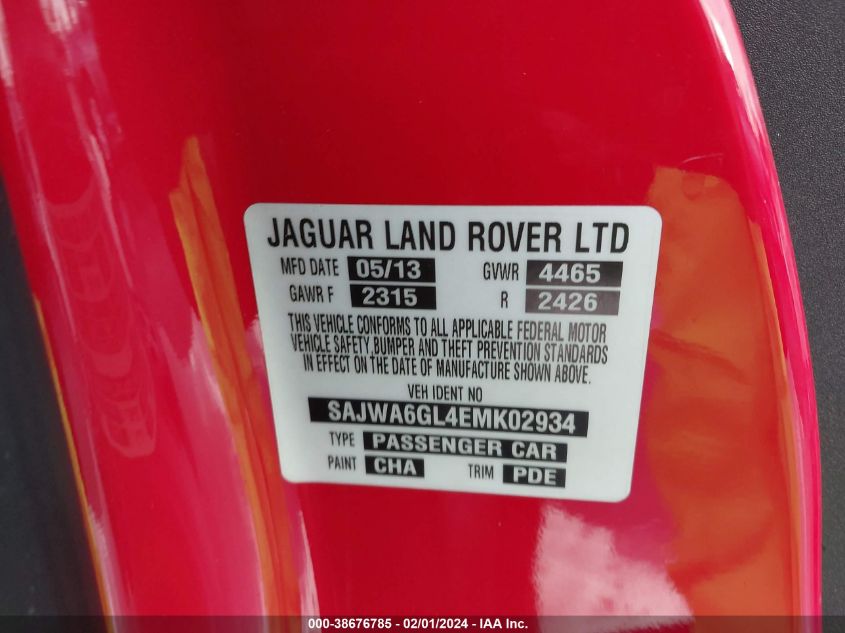 JAGUAR LAND ROVER LTD
MFD DATE 05/13 GVWR 4465
GAWR F 2315 R 2426
THIS VEHICLE CONFORMS TO ALL APPLICABLE FEDERAL MOTOR
VEHICLE SAFETY, BUMPER AND THEFT PREVENTION STANDARDS
IN EFFECT ON THE DATE OF MANUFACTURE SHOWN ABOVE.
VEH IDENT NO
SAJWA6GL4EMK02934
TYPE PASSENGER CAR
PAINT CHA TRIM PDE
000-38676785 - 02/01/2024 - IAA Inc.